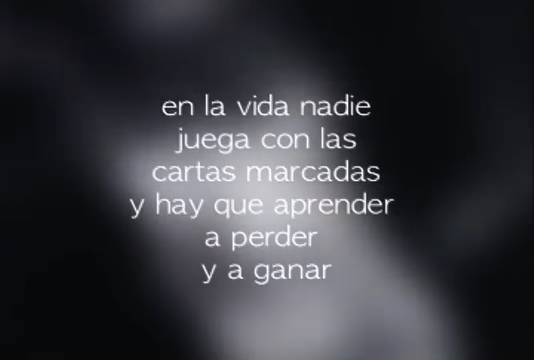 en la vida nadie
juega con las
cartas marcadas
y hay que aprender
a perder
y a ganar